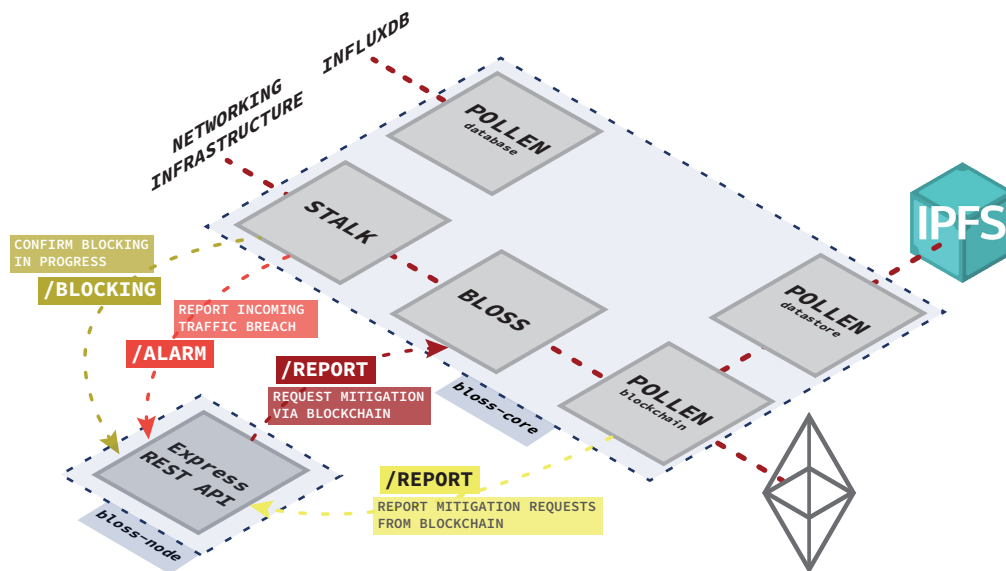 INFLUXDB
NETWORKING
INFRASTRUCTURE
POLLEN
database
STALK
IPFS
CONFIRM BLOCKING
IN PROGRESS
/BLOCKING
REPORT INCOMING
TRAFFIC BREACH
/ALARM
BLOSS
POLLEN
datastore
/REPORT
REQUEST MITIGATION
VIA BLOCKCHAIN
bloss-core
POLLEN
blockchain
Express
REST API
bloss-node
/REPORT
REPORT MITIGATION REQUESTS
FROM BLOCKCHAIN